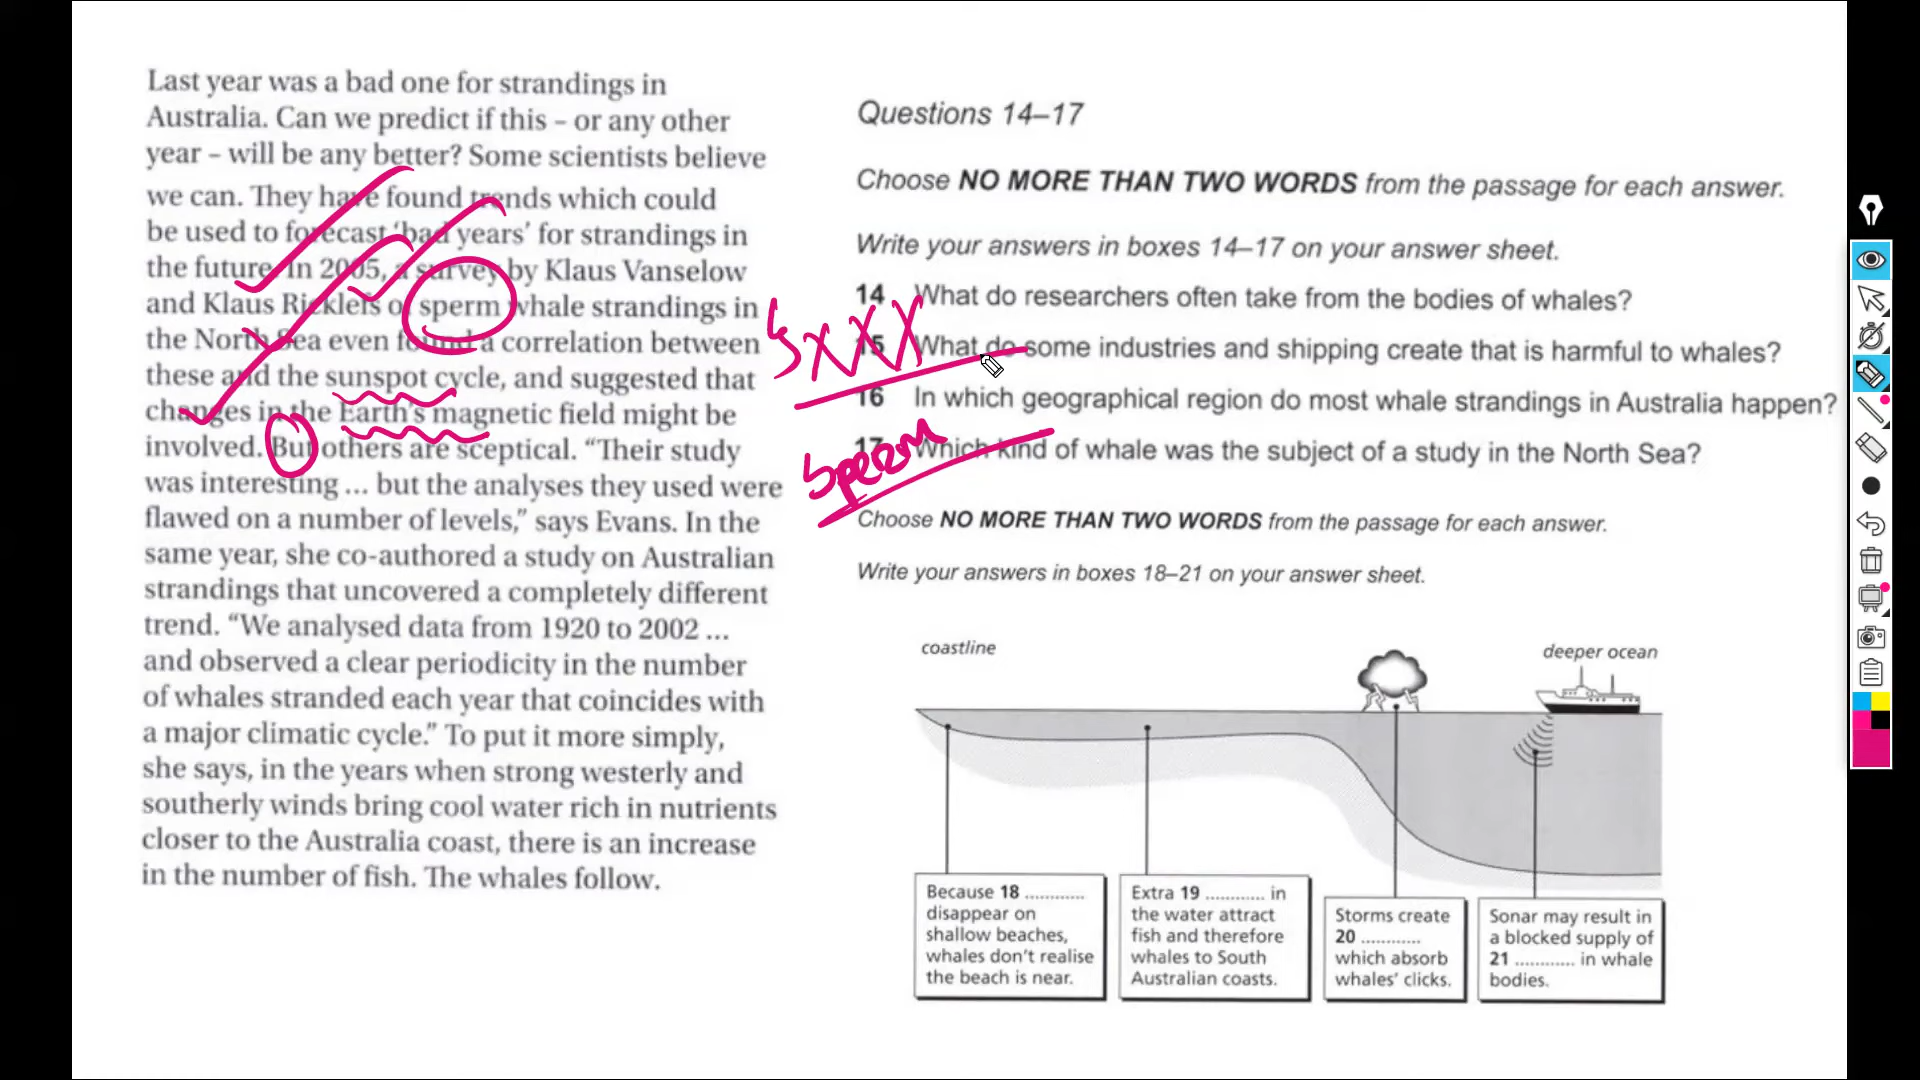 Last year was a bad one for strandings in
Australia. Can we predict if this – or any other
year – will be any better? Some scientists believe
we can. They have found trends which could
be used to forecast ‘bad years’ for strandings in
the future. In 2005, a survey by Klaus Vanselow
and Klaus Ricklefs of sperm whale strandings in
the North Sea even found a correlation between
these and the sunspot cycle, and suggested that
changes in the Earth’s magnetic field might be
involved. But others are sceptical. “Their study
was interesting ... but the analyses they used were
flawed on a number of levels,” says Evans. In the
same year, she co-authored a study on Australian
strandings that uncovered a completely different
trend. “We analysed data from 1920 to 2002 ...
and observed a clear periodicity in the number
of whales stranded each year that coincides with
a major climatic cycle.” To put it more simply,
she says, in the years when strong westerly and
southerly winds bring cool water rich in nutrients
closer to the Australia coast, there is an increase
in the number of fish. The whales follow.
Questions 14–17
Choose NO MORE THAN TWO WORDS from the passage for each answer.
Write your answers in boxes 14–17 on your answer sheet.
14 What do researchers often take from the bodies of whales?
SXXX
15 What do some industries and shipping create that is harmful to whales?
16 In which geographical region do most whale strandings in Australia happen?
Sperm
17 Which kind of whale was the subject of a study in the North Sea?
Choose NO MORE THAN TWO WORDS from the passage for each answer.
Write your answers in boxes 18–21 on your answer sheet.
coastline
deeper ocean
Because 18 ............
disappear on
shallow beaches,
whales don’t realise
the beach is near.
Extra 19 ............ in
the water attract
fish and therefore
whales to South
Australian coasts.
Storms create
20 ............
which absorb
whales’ clicks.
Sonar may result in
a blocked supply of
21 ............ in whale
bodies.